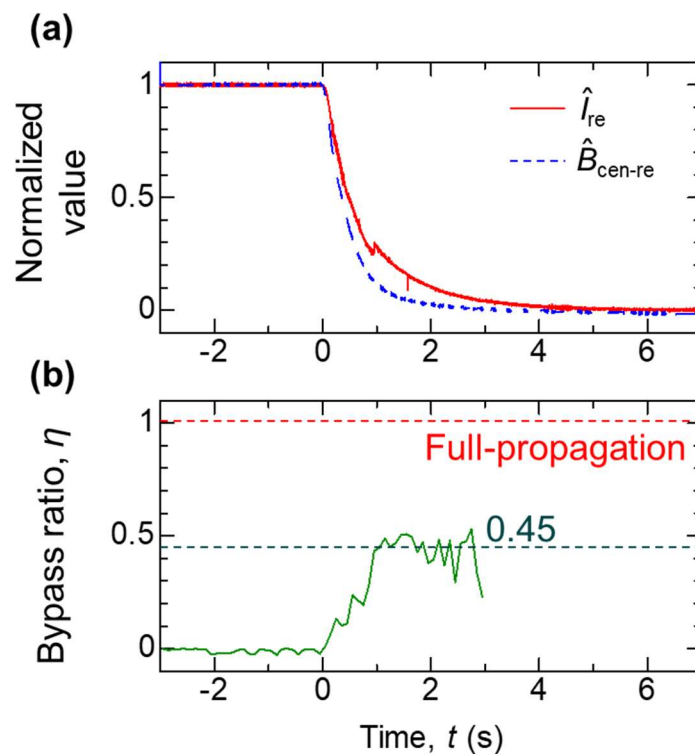 (a)
Normalized
value
1
0.5
0
Î_re
B̂_cen-re
-2 0 2 4 6
(b)
Bypass ratio, η
1
0.5
0
Full-propagation
0.45
-2 0 2 4 6
Time, t (s)